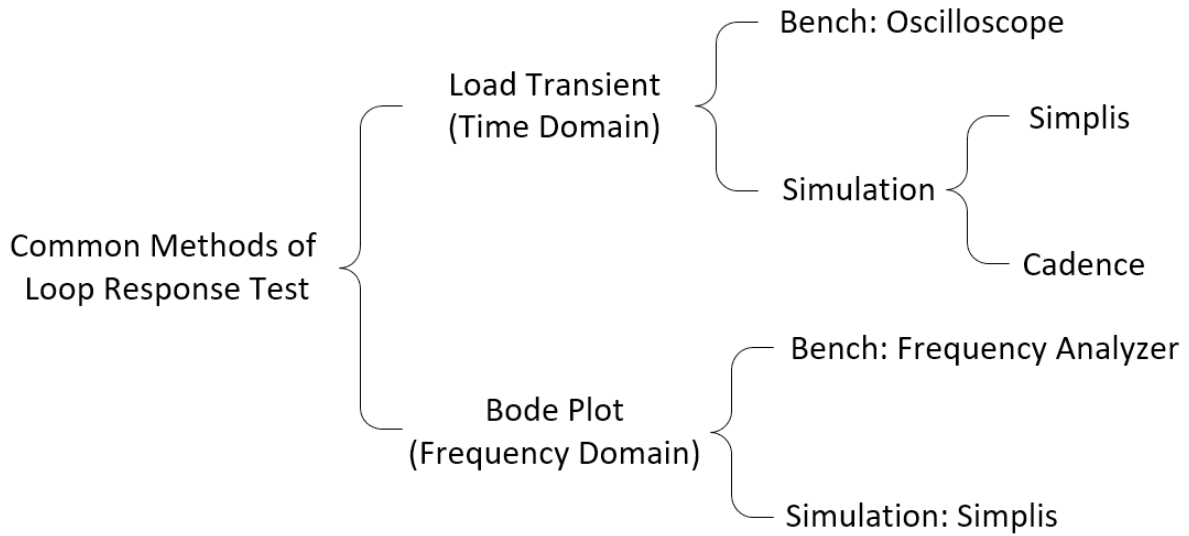 Common Methods of
Loop Response Test
Load Transient
(Time Domain)
Bench: Oscilloscope
Simulation
Simplis
Cadence
Bode Plot
(Frequency Domain)
Bench: Frequency Analyzer
Simulation: Simplis